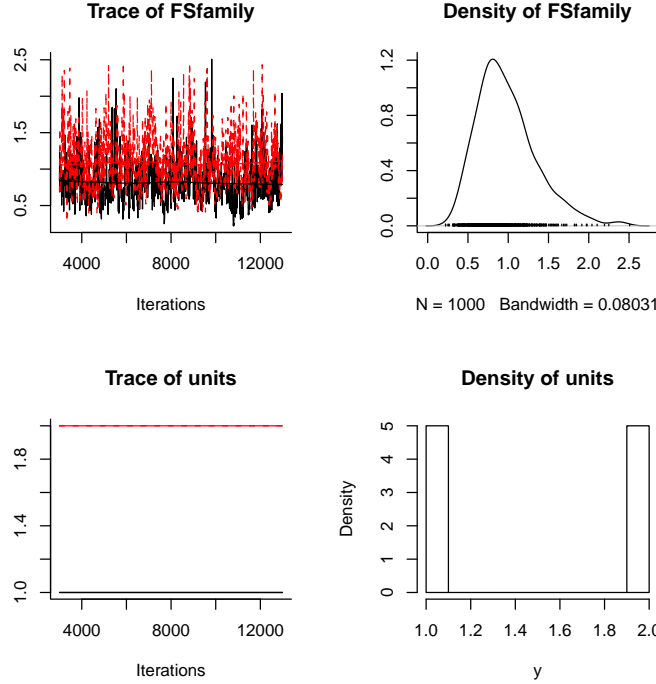 Trace of FSfamily
2.5
1.5
0.5
4000 8000 12000
Iterations
Density of FSfamily
1.2
0.8
0.4
0.0
0.0 0.5 1.0 1.5 2.0 2.5
N = 1000 Bandwidth = 0.08031
Trace of units
1.8
1.4
1.0
4000 8000 12000
Iterations
Density of units
Density
5
4
3
2
1
0
1.0 1.2 1.4 1.6 1.8 2.0
y